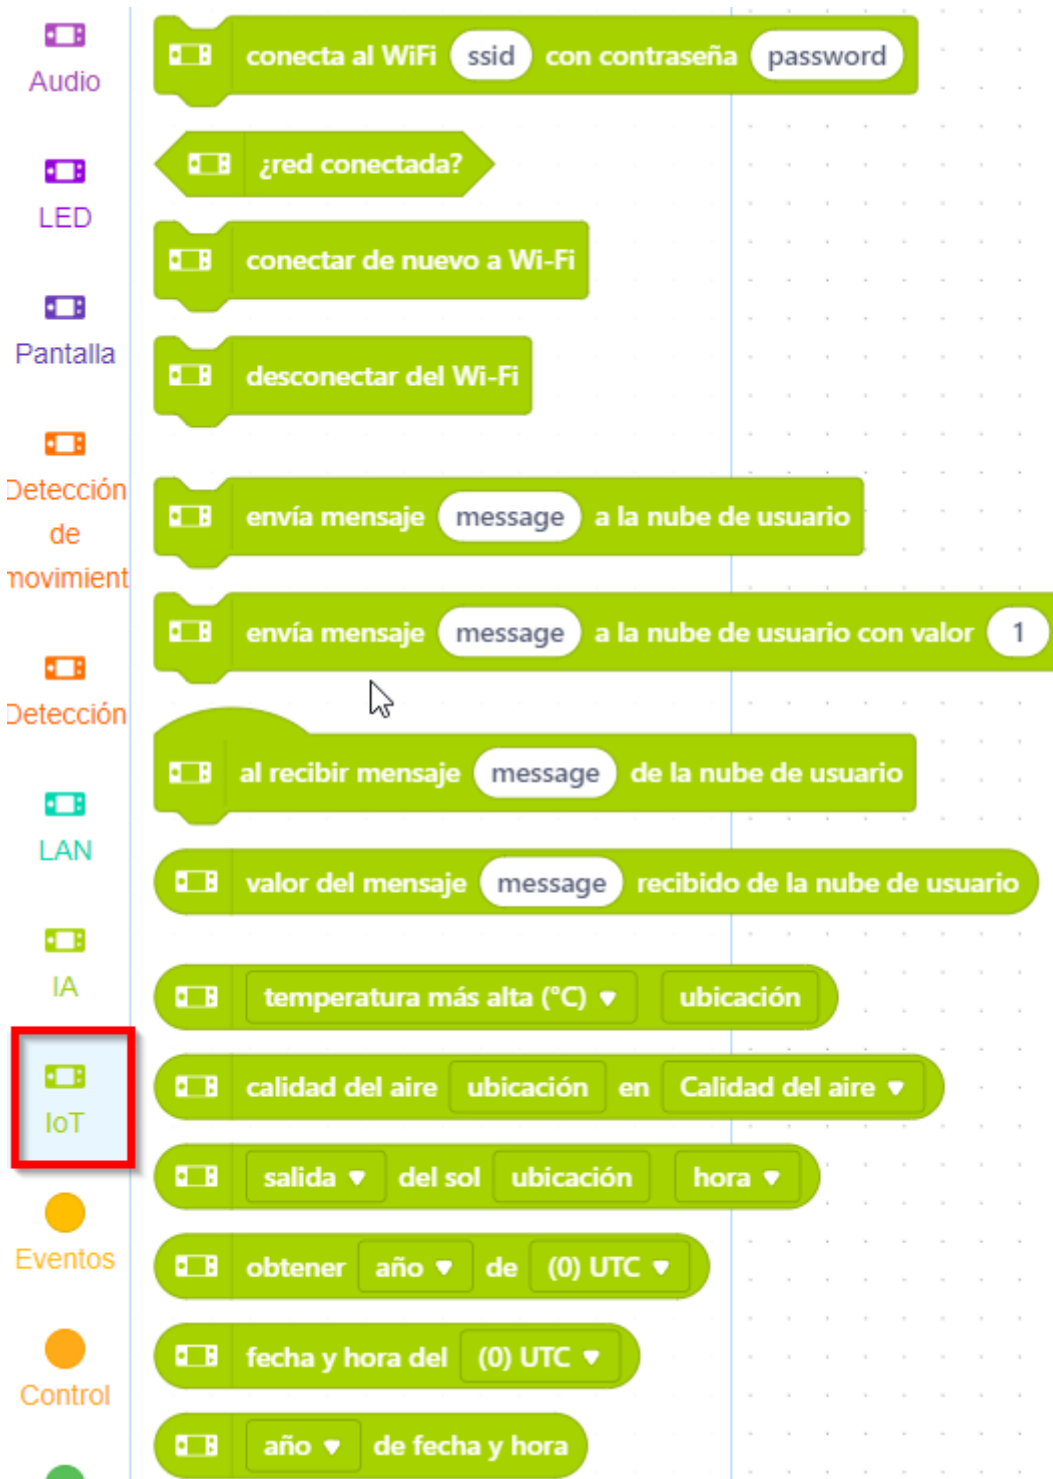 Audio
LED
Pantalla
Detección
de
movimient
Detección
LAN
IA
IoT
Eventos
Control
conecta al WiFi ssid con contraseña password
¿red conectada?
conectar de nuevo a Wi-Fi
desconectar del Wi-Fi
envía mensaje message a la nube de usuario
envía mensaje message a la nube de usuario con valor 1
al recibir mensaje message de la nube de usuario
valor del mensaje message recibido de la nube de usuario
temperatura más alta (°C) ubicación
calidad del aire ubicación en Calidad del aire
salida del sol ubicación hora
obtener año de (0) UTC
fecha y hora del (0) UTC
año de fecha y hora